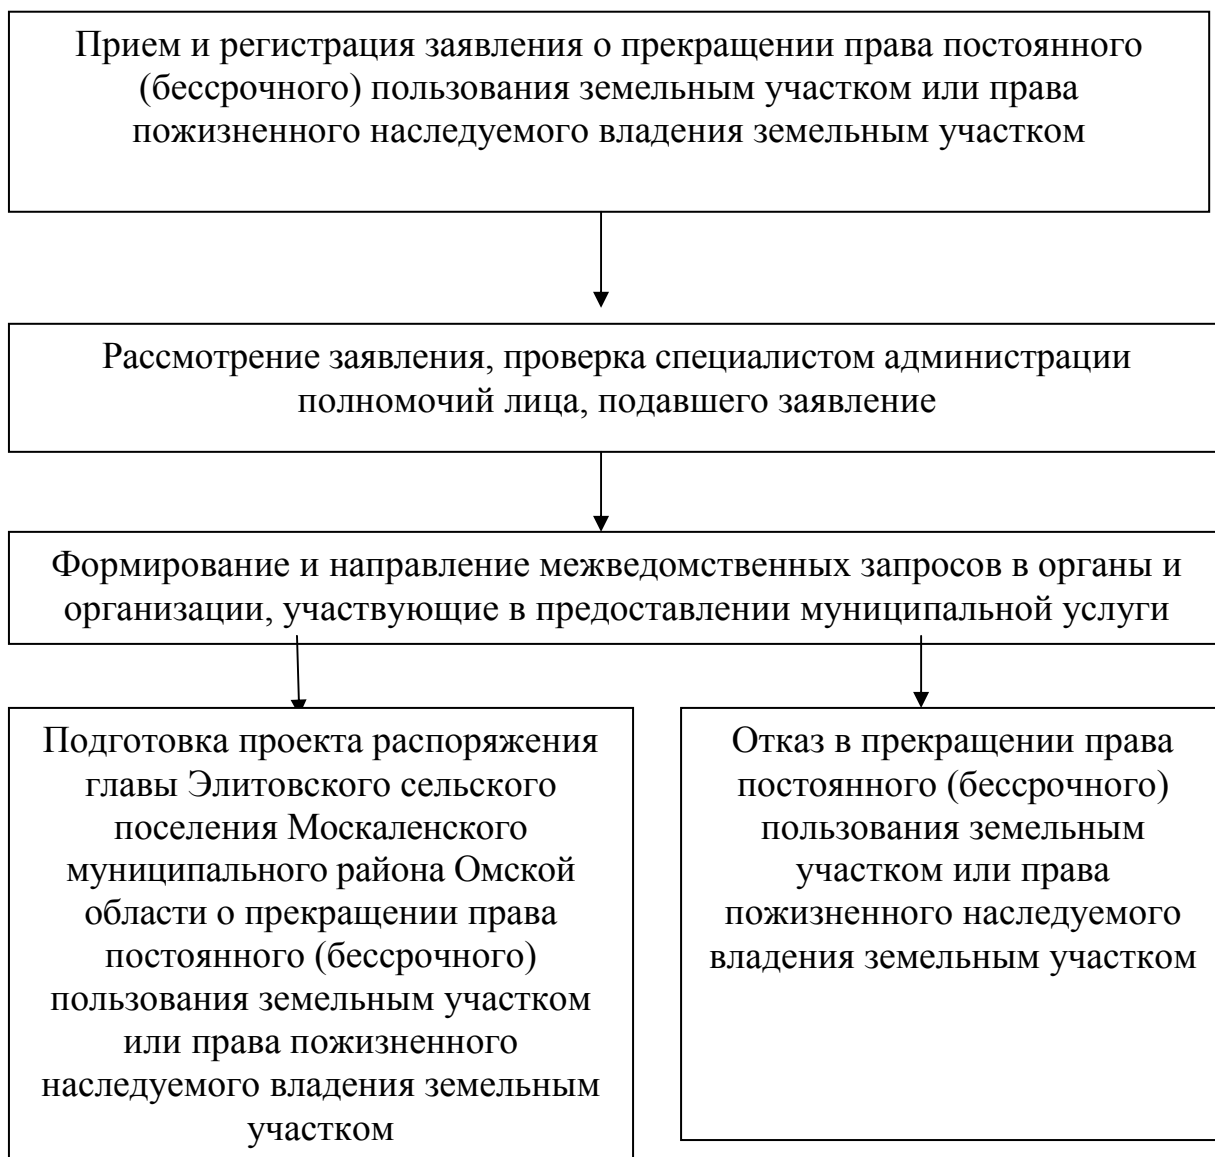 Прием и регистрация заявления о прекращении права постоянного
(бессрочного) пользования земельным участком или права
пожизненного наследуемого владения земельным участком
Рассмотрение заявления, проверка специалистом администрации
полномочий лица, подавшего заявление
Формирование и направление межведомственных запросов в органы и
организации, участвующие в предоставлении муниципальной услуги
Подготовка проекта распоряжения
главы Элитовского сельского
поселения Москаленского
муниципального района Омской
области о прекращении права
постоянного (бессрочного)
пользования земельным участком
или права пожизненного
наследуемого владения земельным
участком
Отказ в прекращении права
постоянного (бессрочного)
пользования земельным
участком или права
пожизненного наследуемого
владения земельным участком